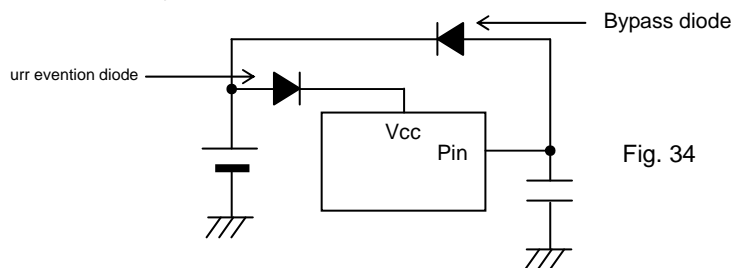 Bypass diode
urr evention diode
Vcc
Pin
Fig. 34